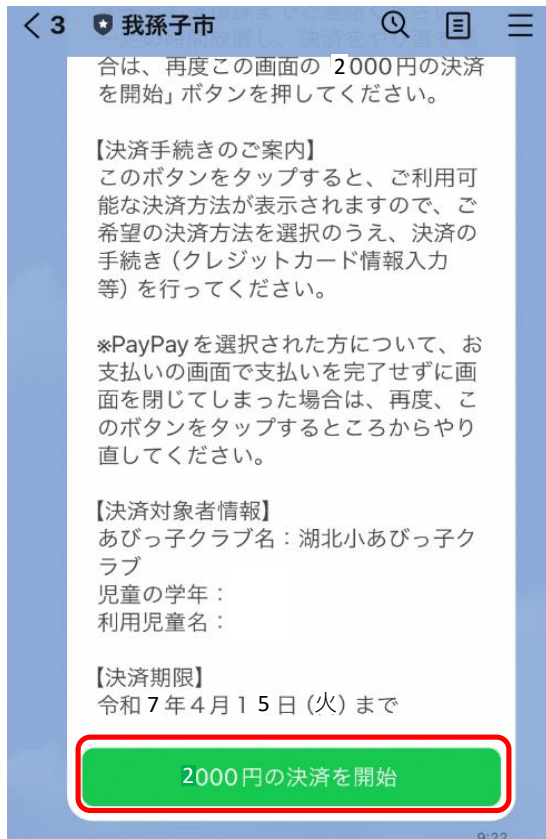 3 我孫子市
合は、再度この画面の 2000円の決済
を開始」ボタンを押してください。
【決済手続きのご案内】
このボタンをタップすると、ご利用可
能な決済方法が表示されますので、ご
希望の決済方法を選択のうえ、決済の
手続き（クレジットカード情報入力
等）を行ってください。
※PayPayを選択された方について、お
支払いの画面で支払いを完了せずに画
面を閉じてしまった場合は、再度、こ
のボタンをタップするところからやり
直してください。
【決済対象者情報】
あびっ子クラブ名：湖北小あびっ子ク
ラブ
児童の学年：
利用児童名：
【決済期限】
令和７年４月１５日（火）まで
2000円の決済を開始